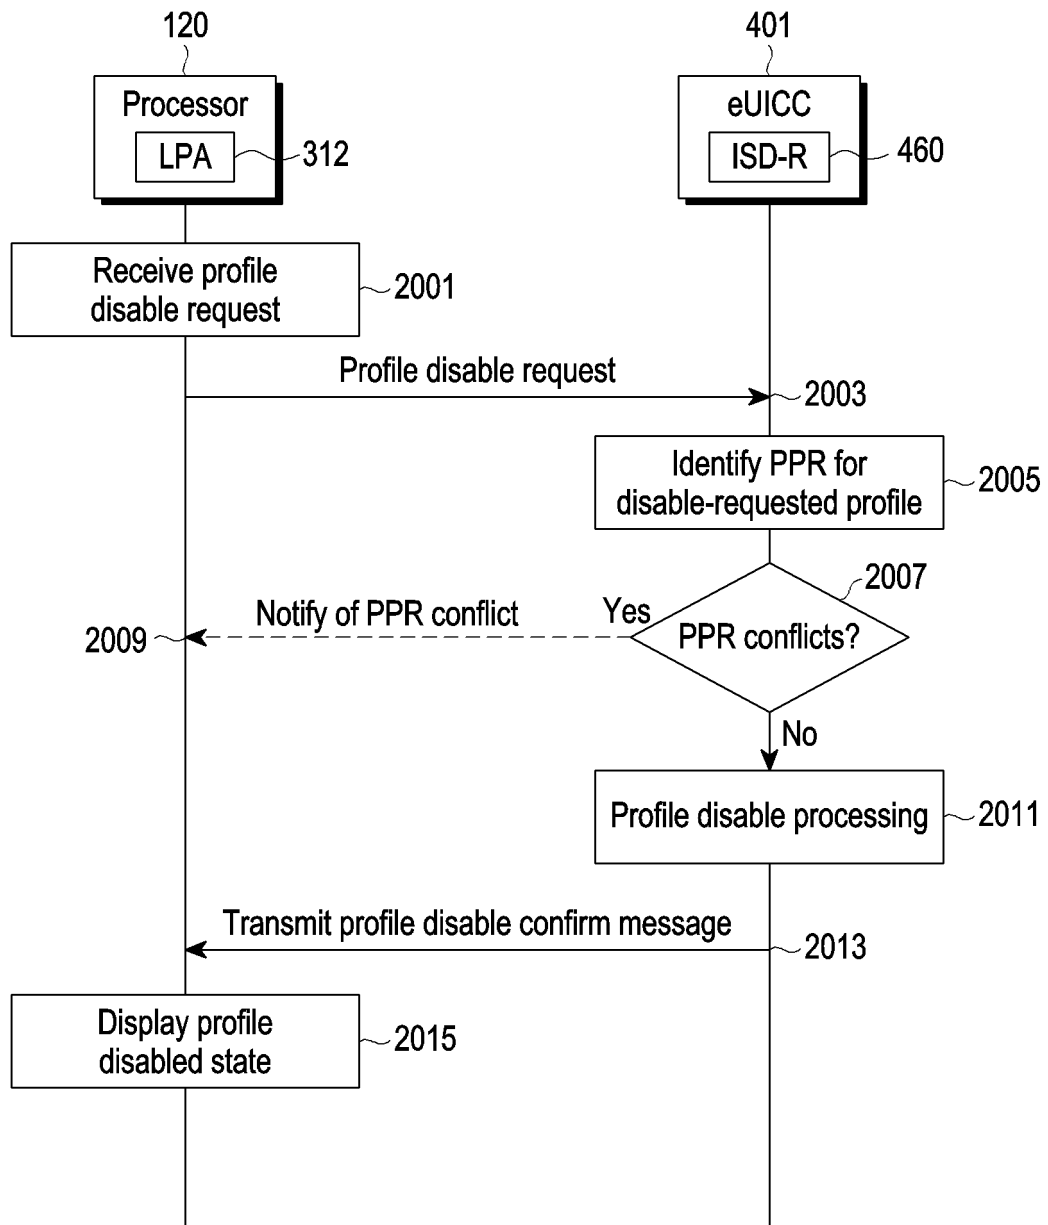 120
401
Processor
LPA
312
eUICC
ISD-R
460
Receive profile
disable request
2001
Profile disable request
2003
Identify PPR for
disable-requested profile
2005
2007
Notify of PPR conflict
Yes
2009
PPR conflicts?
No
Profile disable processing
2011
Transmit profile disable confirm message
2013
Display profile
disabled state
2015